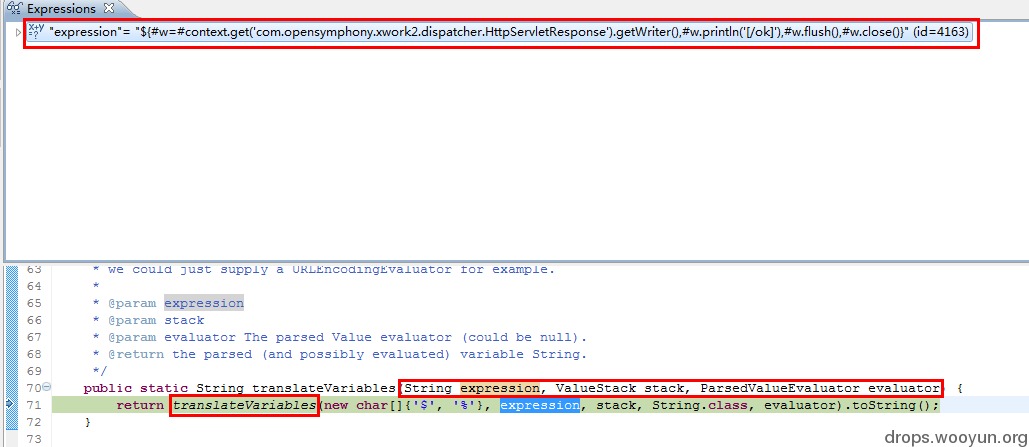 Expressions
"expression"= "${#w=#context.get('com.opensymphony.xwork2.dispatcher.HttpServletResponse').getWriter(),#w.println('[/ok]'),#w.flush(),#w.close()}" (id=4163)
63 * we could just supply a URLEncodingEvaluator for example.
64 *
65 * @param expression
66 * @param stack
67 * @param evaluator The parsed Value evaluator (could be null).
68 * @return the parsed (and possibly evaluated) variable String.
69 */
70 public static String translateVariables(String expression, ValueStack stack, ParsedValueEvaluator evaluator) {
71 return translateVariables(new char[]{'$', '%'}, expression, stack, String.class, evaluator).toString();
72 }
73
drops.wooyun.org